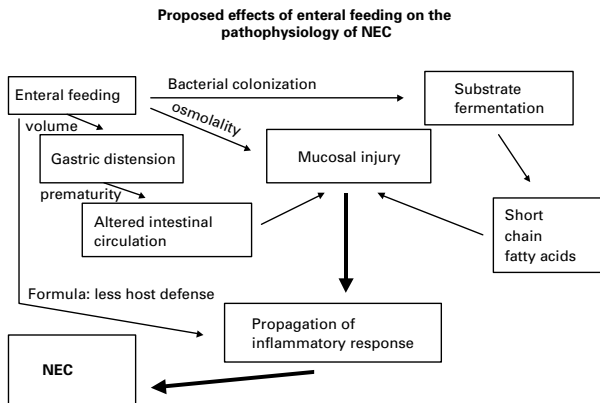 Proposed effects of enteral feeding on the
pathophysiology of NEC
Enteral feeding
Bacterial colonization
Substrate
fermentation
osmolality
volume
Gastric distension
Mucosal injury
prematurity
Altered intestinal
circulation
Short
chain
fatty acids
Formula: less host defense
Propagation of
inflammatory response
NEC